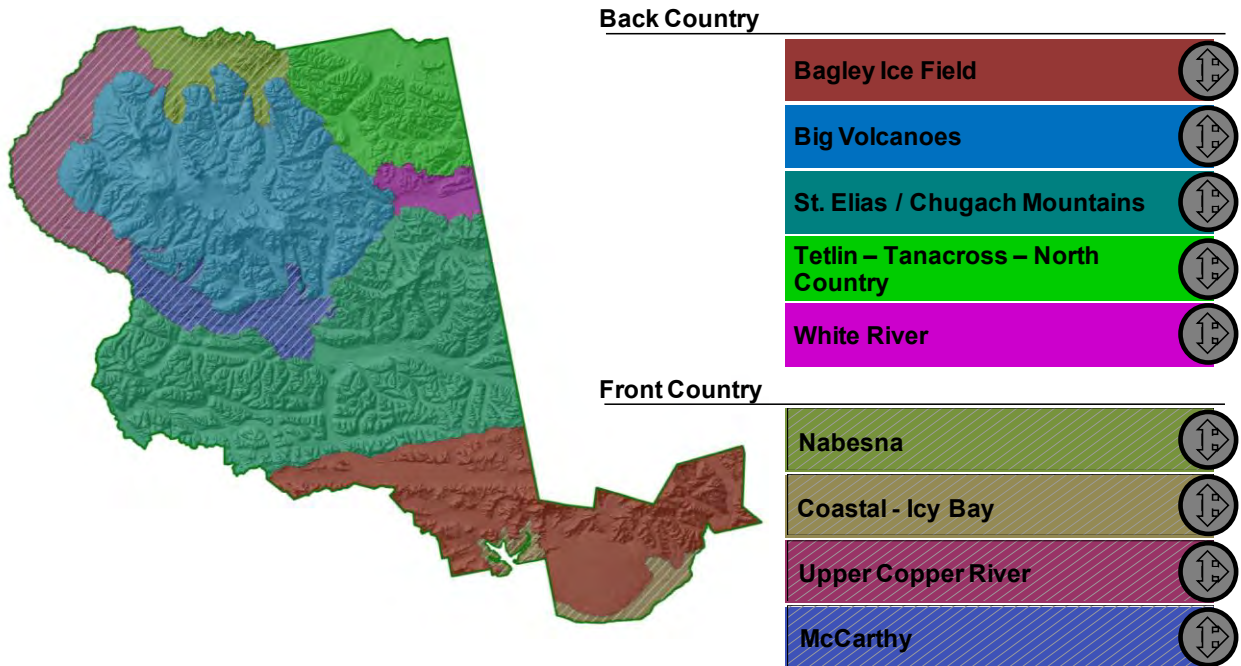 Back Country
Bagley Ice Field
Big Volcanoes
St. Elias / Chugach Mountains
Tetlin – Tanacross – North
Country
White River
Front Country
Nabesna
Coastal - Icy Bay
Upper Copper River
McCarthy